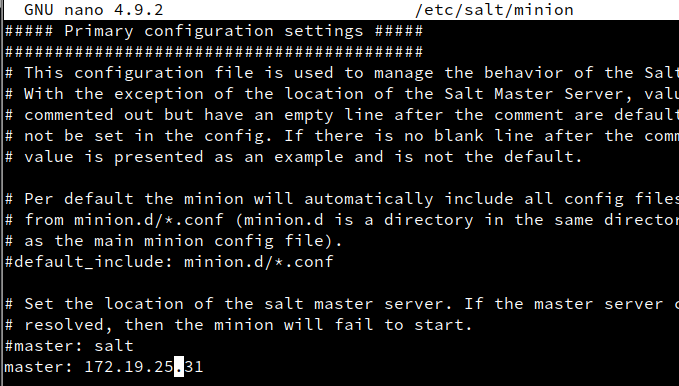 GNU nano 4.9.2 /etc/salt/minion
##### Primary configuration settings #####
##########################################
# This configuration file is used to manage the behavior of the Salt
# With the exception of the location of the Salt Master Server, valu
# commented out but have an empty line after the comment are default
# not be set in the config. If there is no blank line after the comm
# value is presented as an example and is not the default.
# Per default the minion will automatically include all config files
# from minion.d/*.conf (minion.d is a directory in the same director
# as the main minion config file).
#default_include: minion.d/*.conf
# Set the location of the salt master server. If the master server c
# resolved, then the minion will fail to start.
#master: salt
master: 172.19.25.31